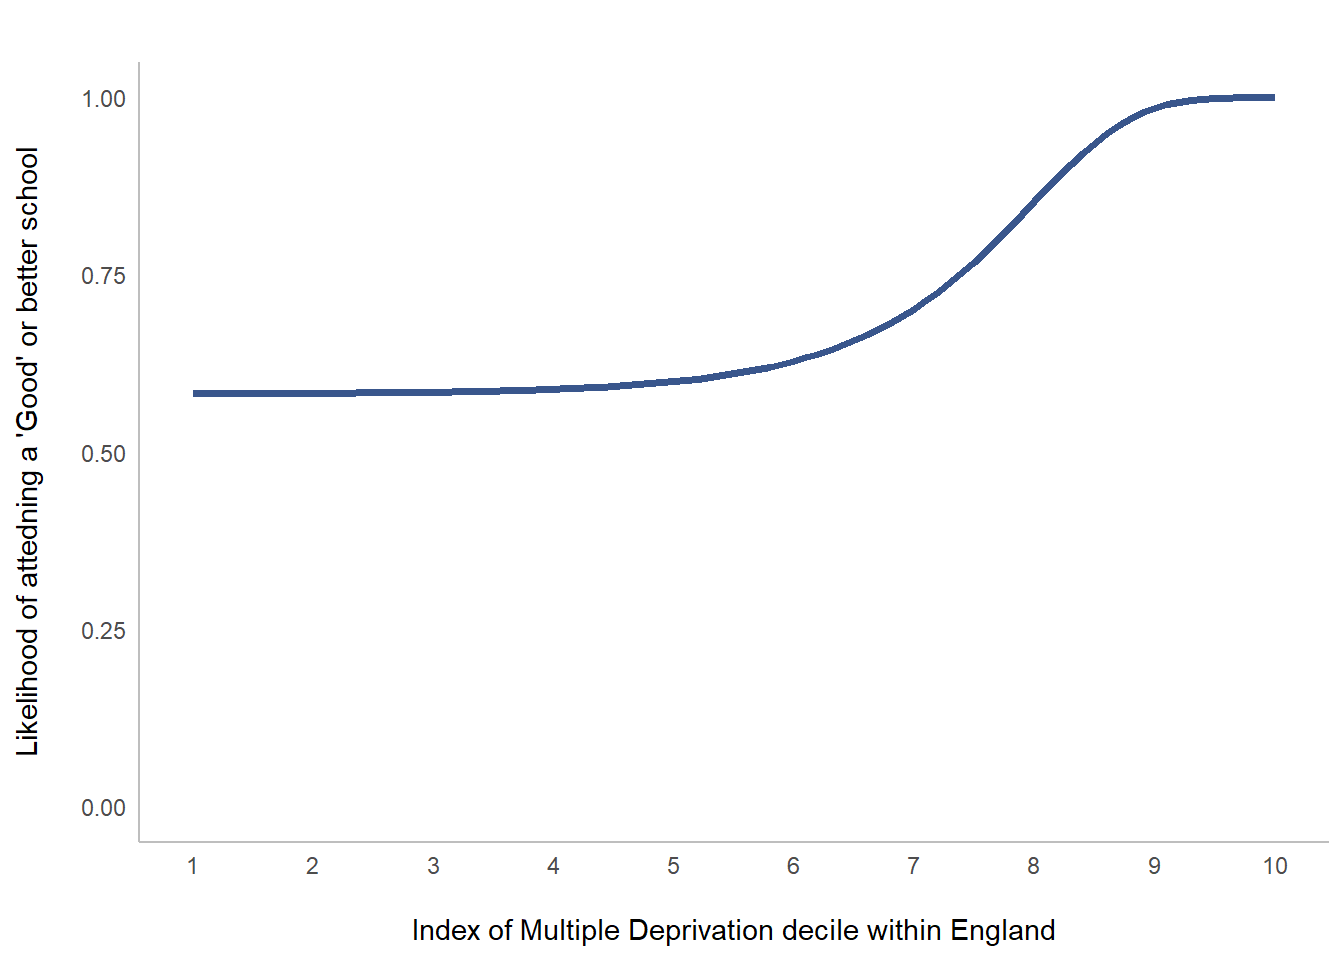 Likelihood of attedning a 'Good' or better school
1.00
0.75
0.50
0.25
0.00
1 2 3 4 5 6 7 8 9 10
Index of Multiple Deprivation decile within England